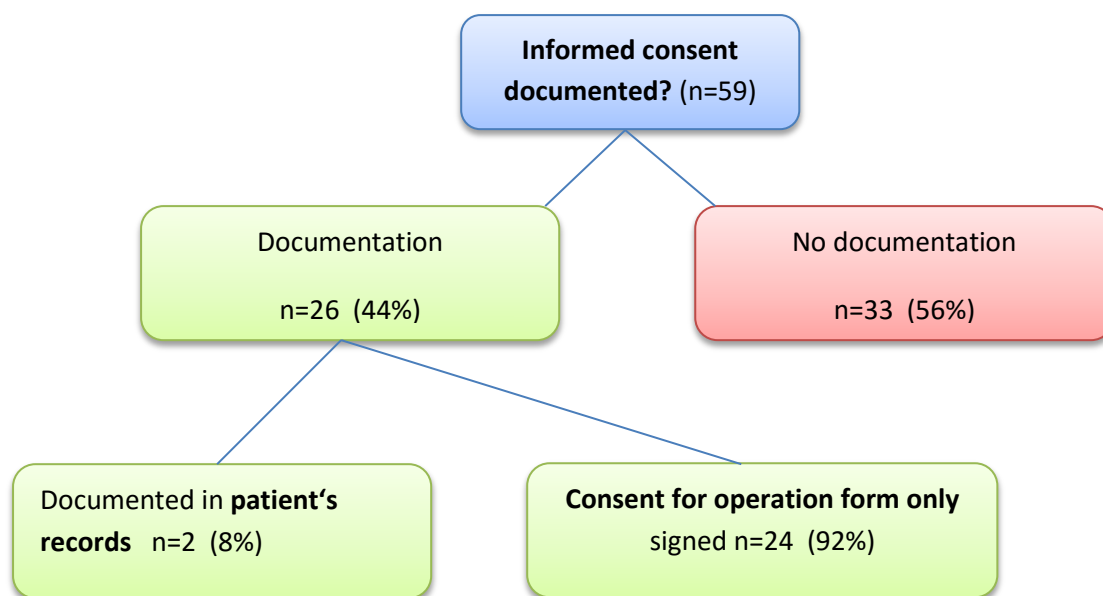 Informed consent
documented? (n=59)
Documentation
n=26 (44%)
No documentation
n=33 (56%)
Documented in patient‘s
records n=2 (8%)
Consent for operation form only
signed n=24 (92%)